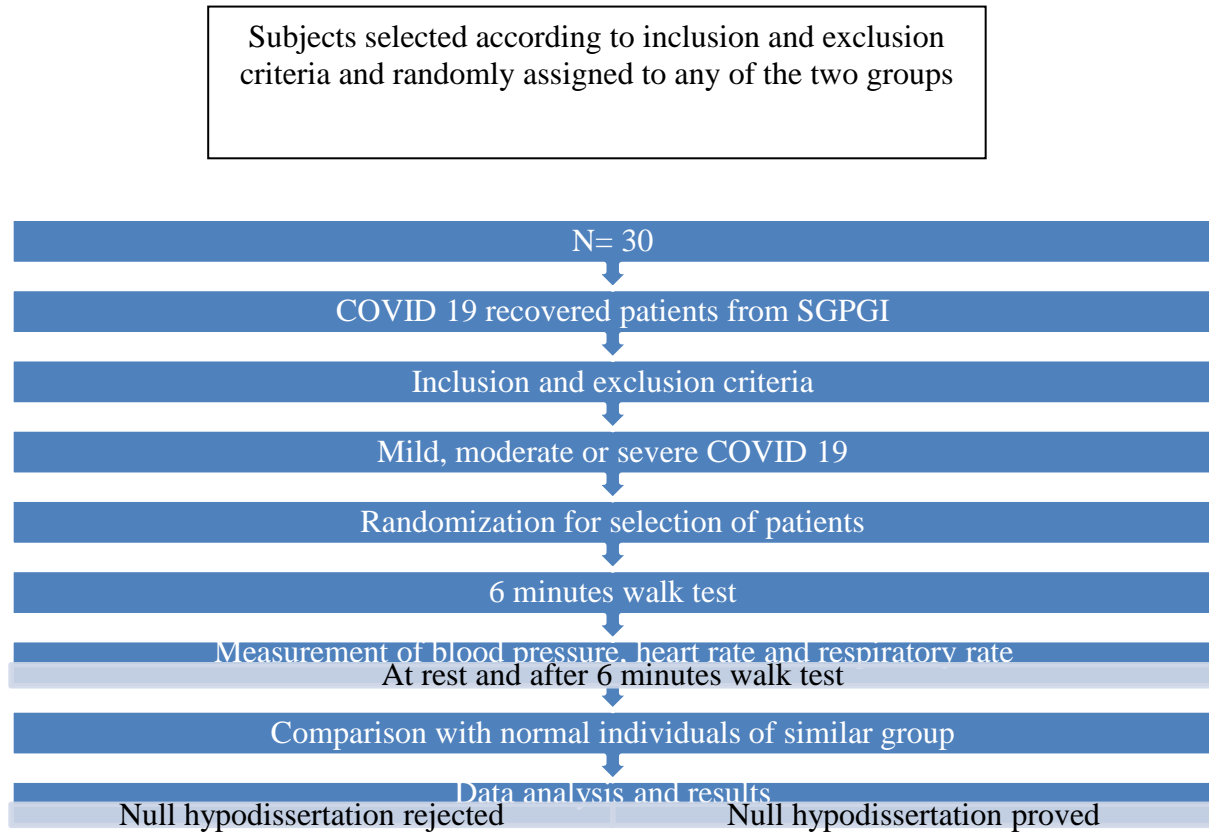 Subjects selected according to inclusion and exclusion
criteria and randomly assigned to any of the two groups
N= 30
COVID 19 recovered patients from SGPGI
Inclusion and exclusion criteria
Mild, moderate or severe COVID 19
Randomization for selection of patients
6 minutes walk test
Measurement of blood pressure, heart rate and respiratory rate
At rest and after 6 minutes walk test
Comparison with normal individuals of similar group
Data analysis and results
Null hypodissertation rejected
Null hypodissertation proved